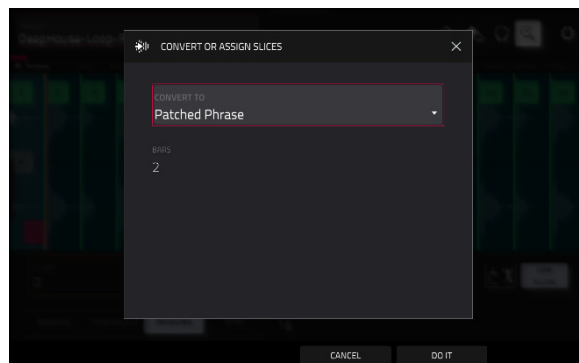 CONVERT OR ASSIGN SLICES
CONVERT TO
Patched Phrase
BARS
2
CANCEL
DO IT